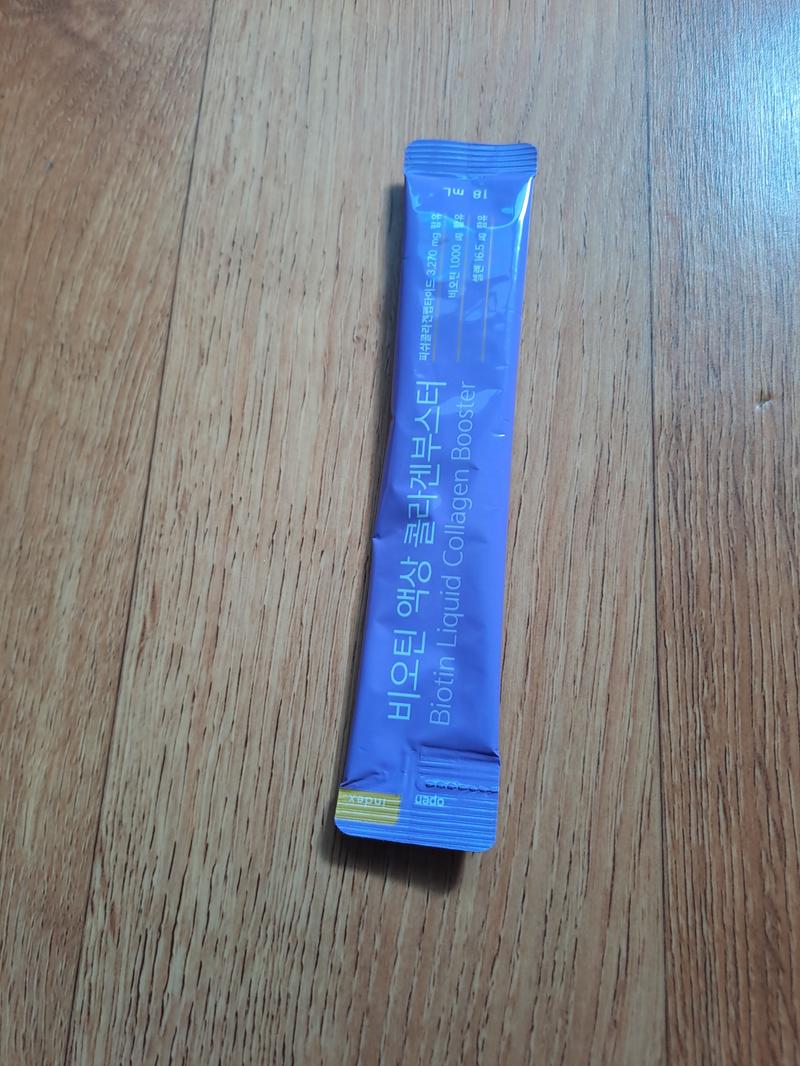 비오틴 액상 콜라겐부스터
Biotin Liquid Collagen Booster
피쉬콜라겐펩타이드 3,270 mg 함유
비오틴 1,000 μg 함유
셀렌 16.5 μg 함유
18 mL
index
open